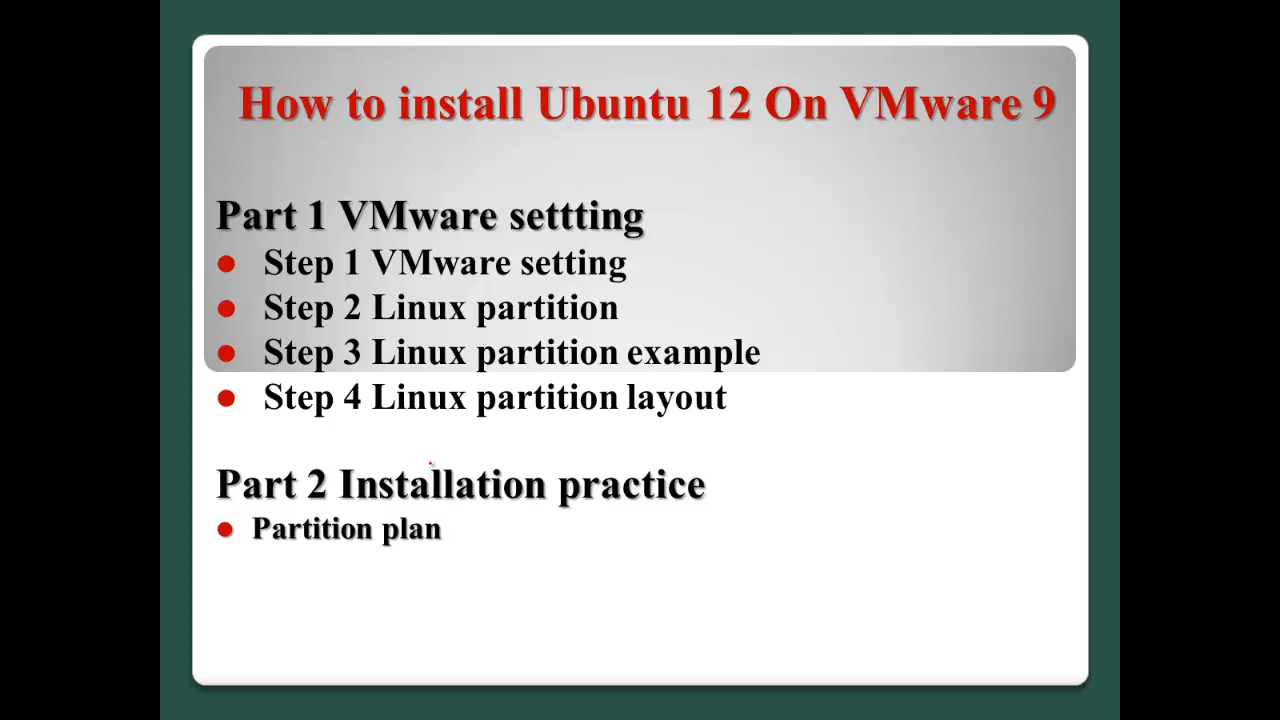 How to install Ubuntu 12 On VMware 9
Part 1 VMware settting
Step 1 VMware setting
Step 2 Linux partition
Step 3 Linux partition example
Step 4 Linux partition layout
Part 2 Installation practice
Partition plan